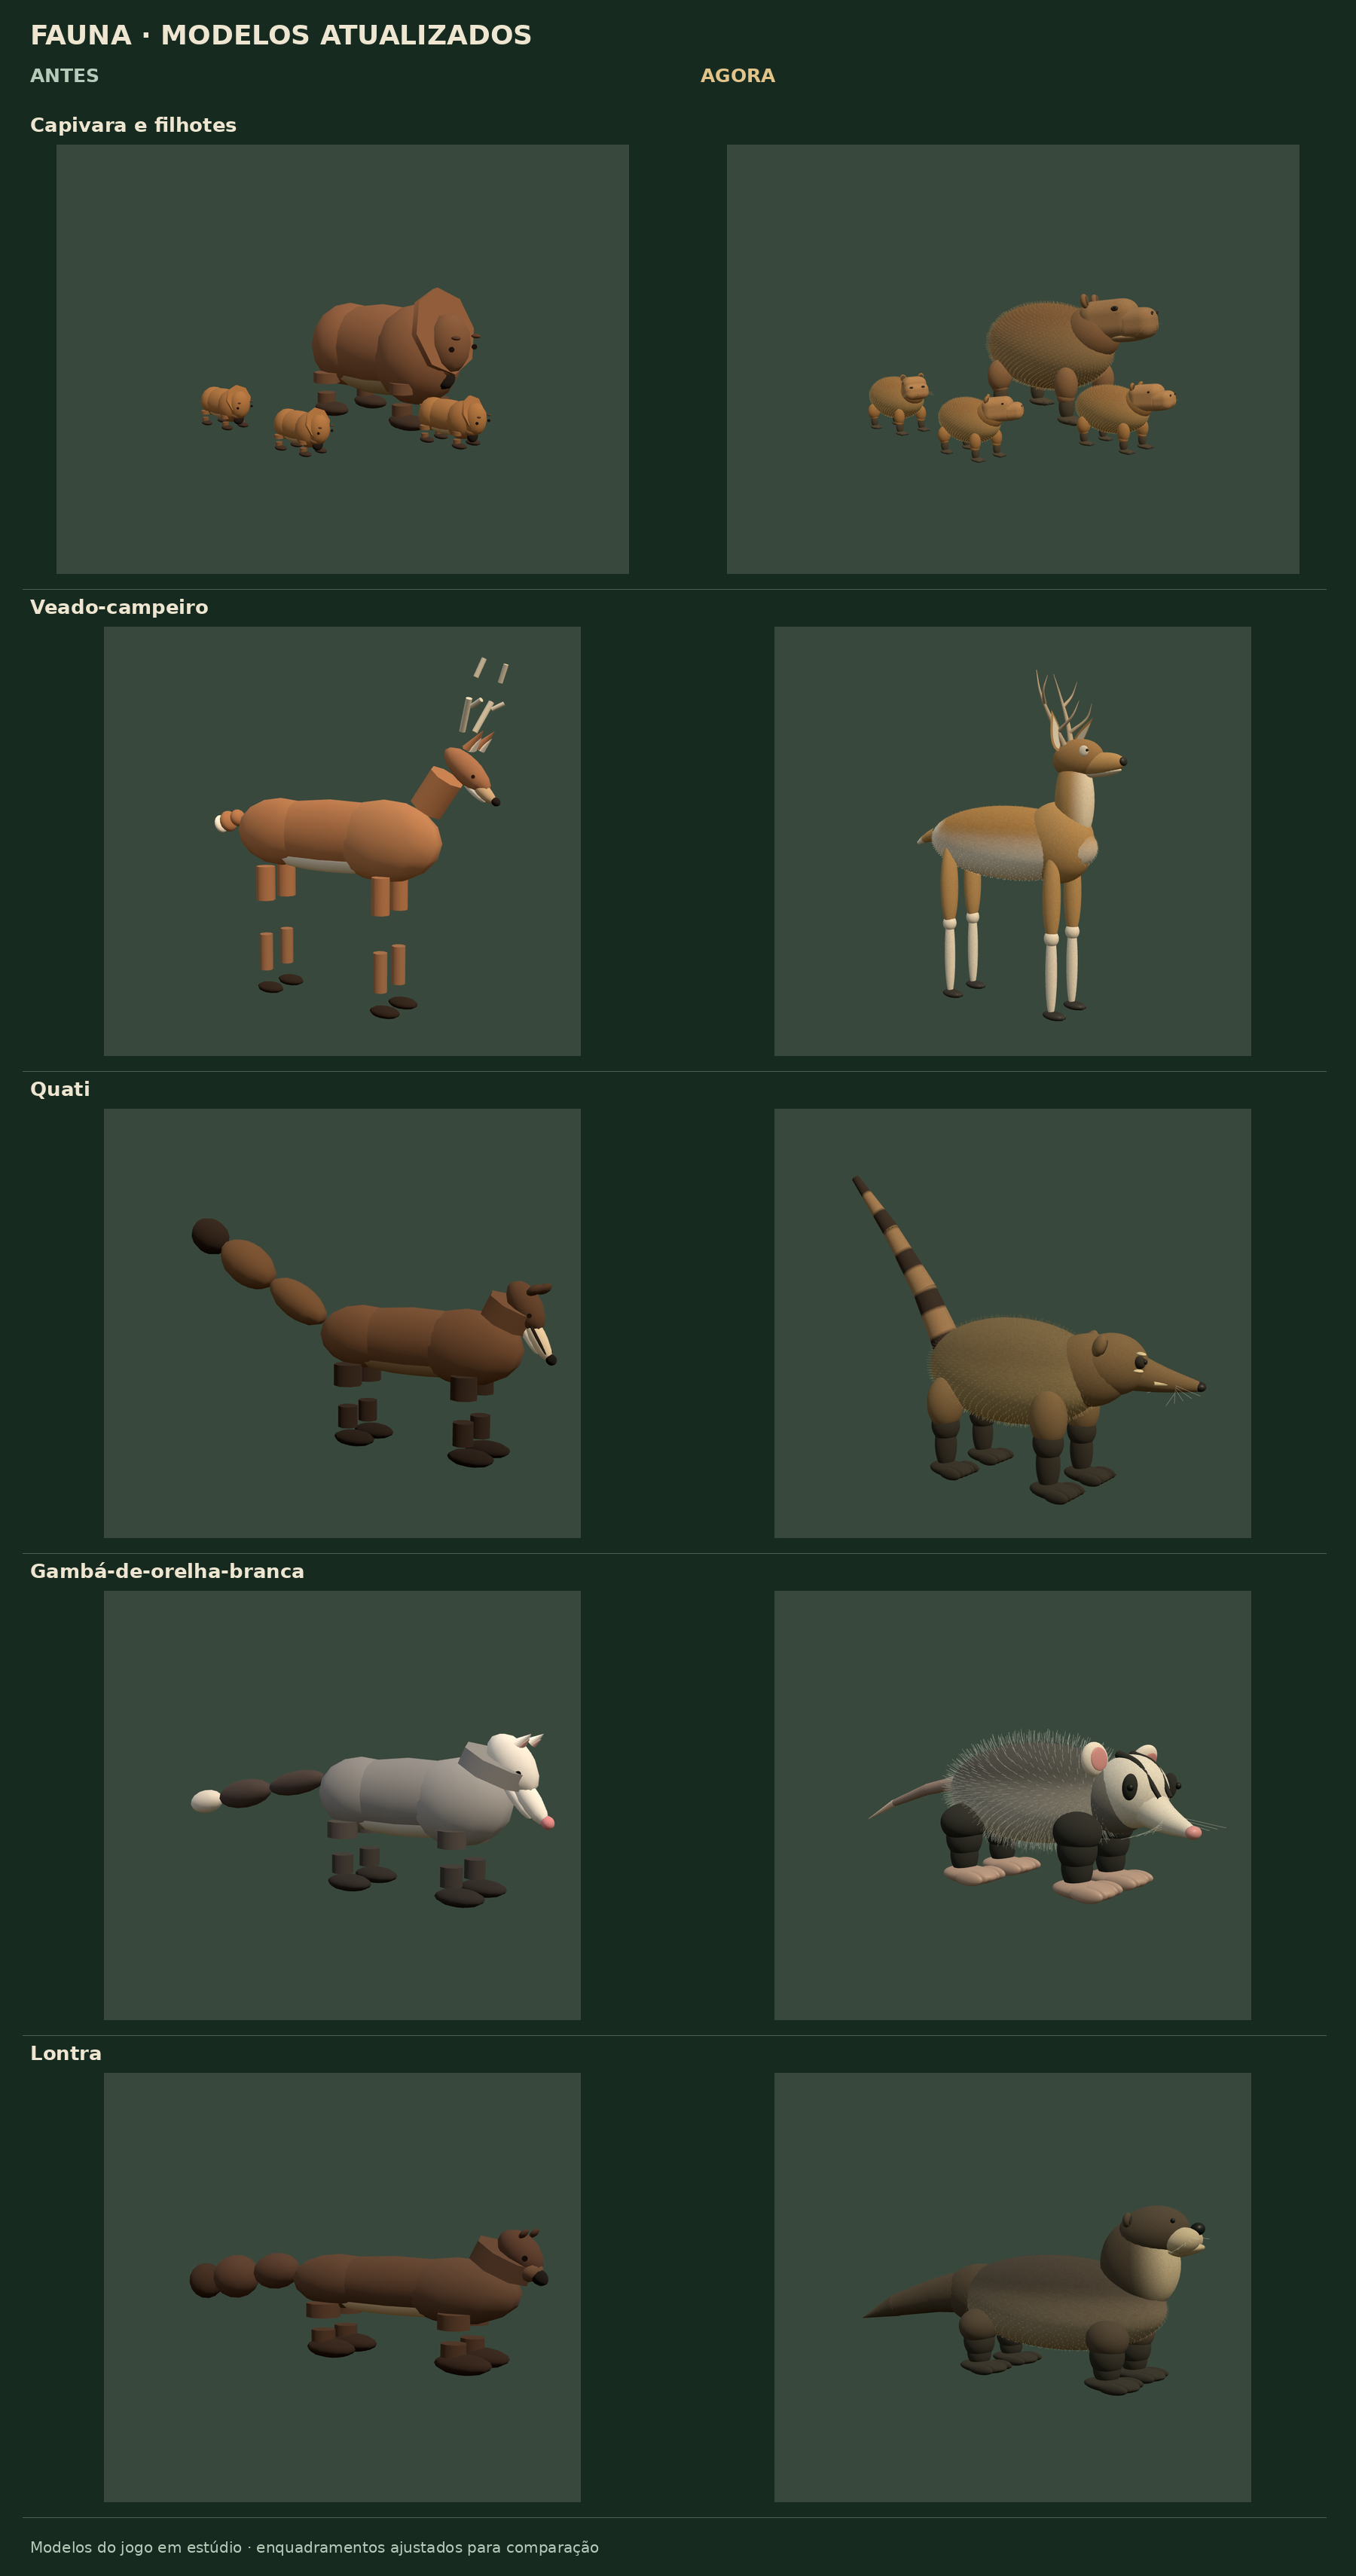 FAUNA · MODELOS ATUALIZADOS
ANTES
AGORA
Capivara e filhotes
Veado-campeiro
Quati
Gambá-de-orelha-branca
Lontra
Modelos do jogo em estúdio · enquadramentos ajustados para comparação